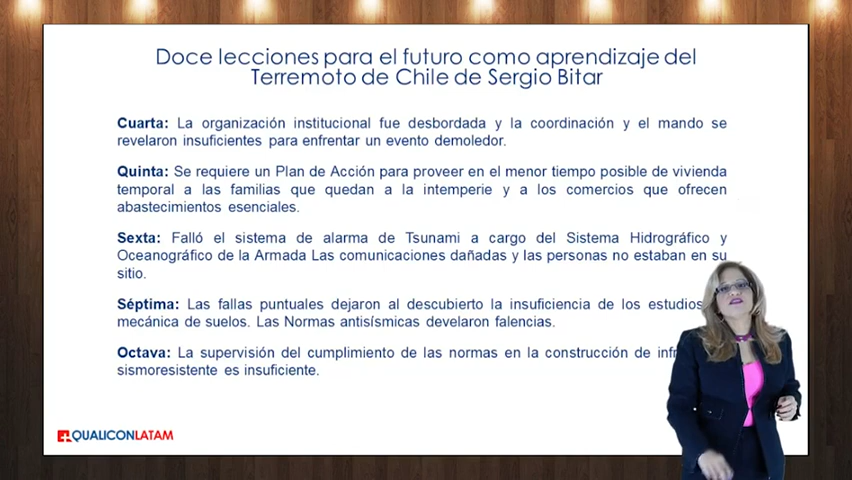 Doce lecciones para el futuro como aprendizaje del
Terremoto de Chile de Sergio Bitar
Cuarta: La organización institucional fue desbordada y la coordinación y el mando se
revelaron insuficientes para enfrentar un evento demoledor.
Quinta: Se requiere un Plan de Acción para proveer en el menor tiempo posible de vivienda
temporal a las familias que quedan a la intemperie y a los comercios que ofrecen
abastecimientos esenciales.
Sexta: Falló el sistema de alarma de Tsunami a cargo del Sistema Hidrográfico y
Oceanográfico de la Armada Las comunicaciones dañadas y las personas no estaban en su
sitio.
Séptima: Las fallas puntuales dejaron al descubierto la insuficiencia de los estudios
mecánica de suelos. Las Normas antisísmicas develaron falencias.
Octava: La supervisión del cumplimiento de las normas en la construcción de
sismoresistente es insuficiente.
QUALICONLATAM